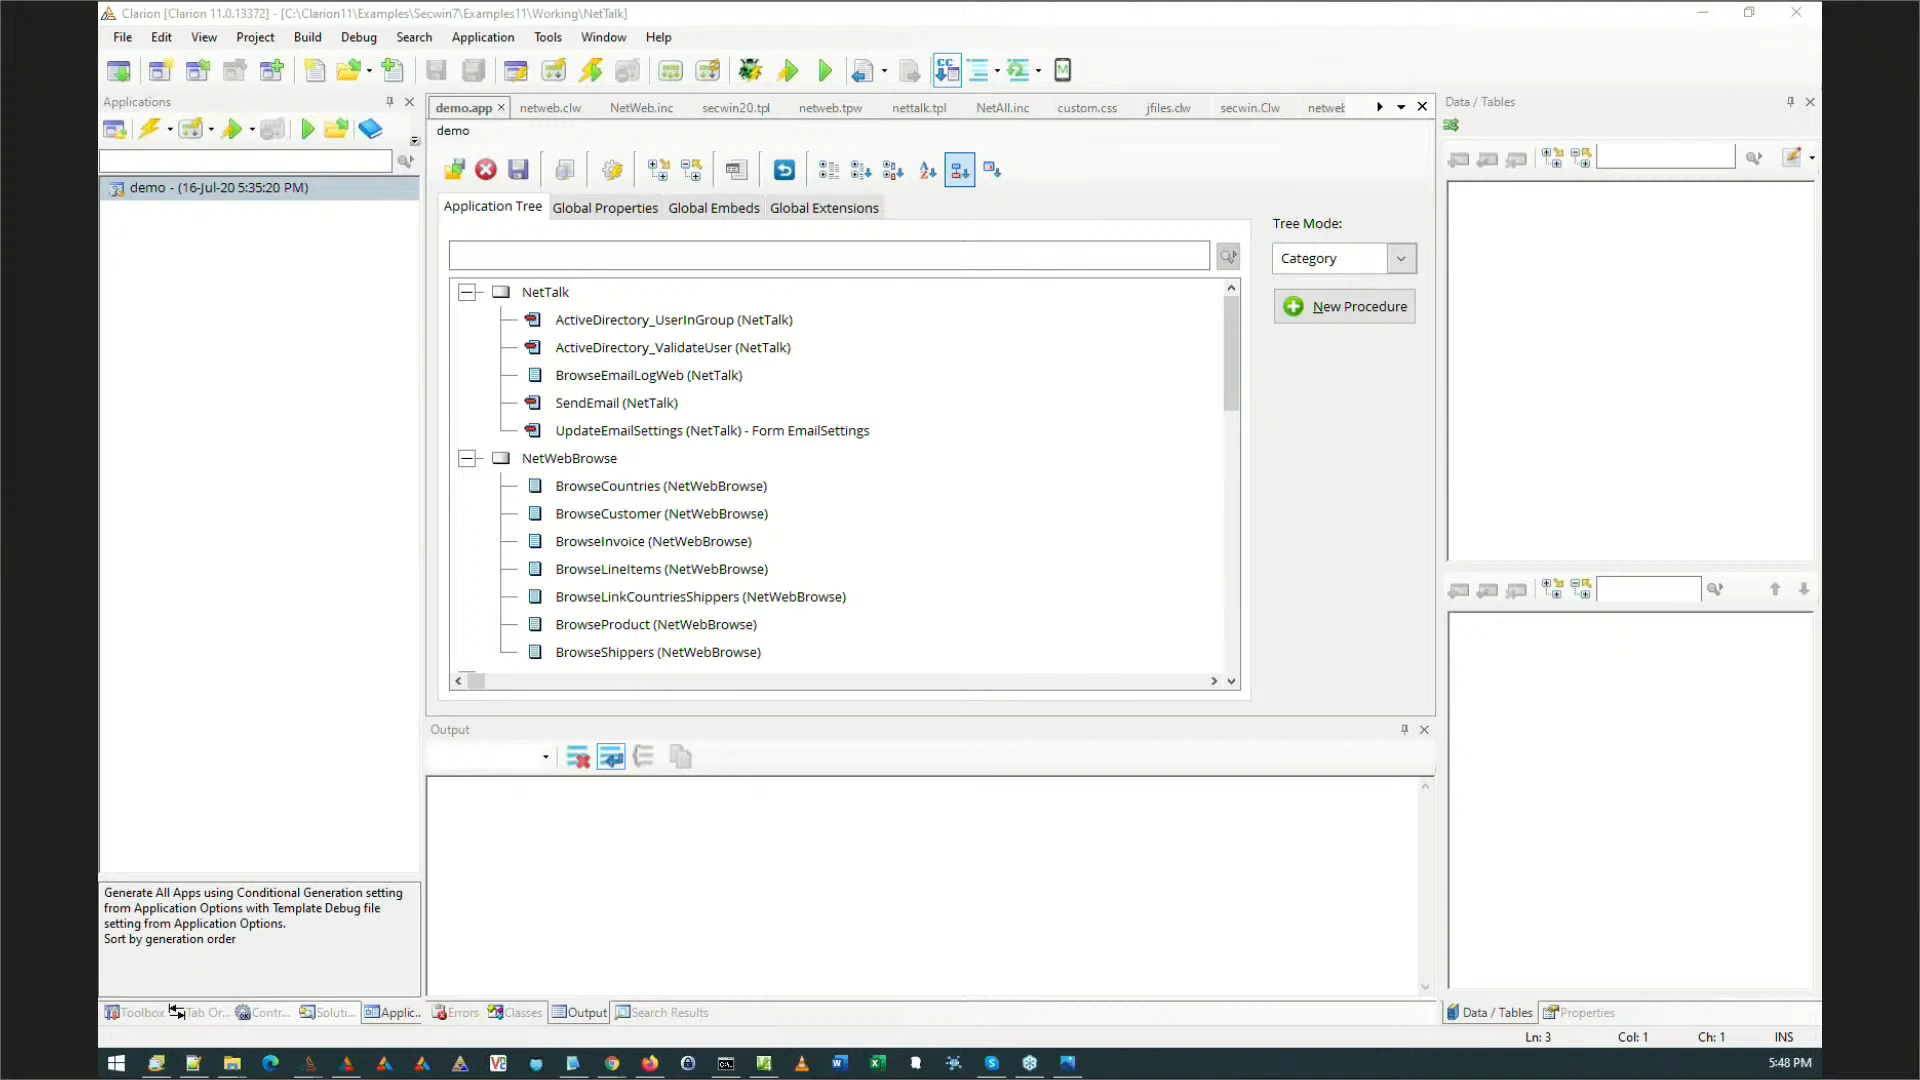 Clarion [Clarion 11.0.13372] - [C:\Clarion11\Examples\Secwin7\Examples11\Working\NetTalk]
File Edit View Project Build Debug Search Application Tools Window Help
Applications
demo - (16-Jul-20 5:35:20 PM)
Generate All Apps using Conditional Generation setting
from Application Options with Template Debug file
setting from Application Options.
Sort by generation order
Toolbox Tab Or... Contr... Soluti... Applic...
demo.app netweb.clw NetWeb.inc secwin20.tpl netweb.tpw nettalk.tpl NetAll.inc custom.css jfiles.clw secwin.Clw netweb
demo
Application Tree Global Properties Global Embeds Global Extensions
Tree Mode:
Category
New Procedure
NetTalk
ActiveDirectory_UserInGroup (NetTalk)
ActiveDirectory_ValidateUser (NetTalk)
BrowseEmailLogWeb (NetTalk)
SendEmail (NetTalk)
UpdateEmailSettings (NetTalk) - Form EmailSettings
NetWebBrowse
BrowseCountries (NetWebBrowse)
BrowseCustomer (NetWebBrowse)
BrowseInvoice (NetWebBrowse)
BrowseLineItems (NetWebBrowse)
BrowseLinkCountriesShippers (NetWebBrowse)
BrowseProduct (NetWebBrowse)
BrowseShippers (NetWebBrowse)
Output
Errors Classes Output Search Results
Data / Tables
Data / Tables Properties
Ln: 3 Col: 1 Ch: 1 INS
5:48 PM